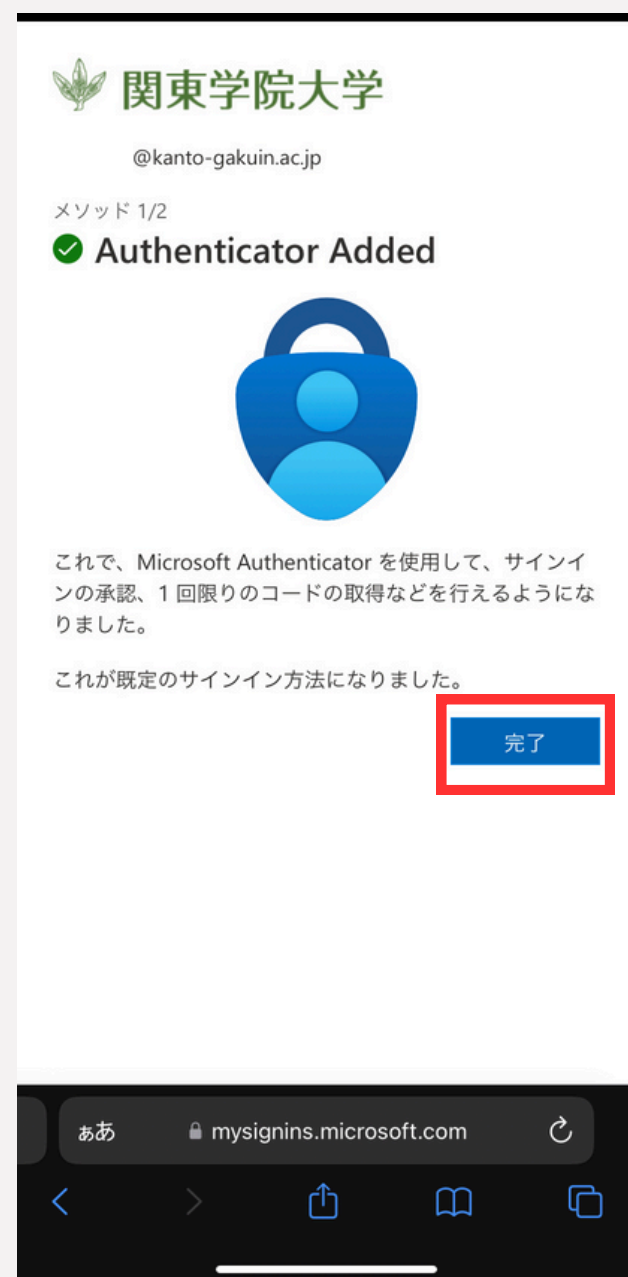 関東学院大学
@kanto-gakuin.ac.jp
メソッド 1/2
Authenticator Added
これで、Microsoft Authenticator を使用して、サインイ
ンの承認、1 回限りのコードの取得などを行えるようにな
りました。
これが既定のサインイン方法になりました。
完了
ぁあ mysignins.microsoft.com